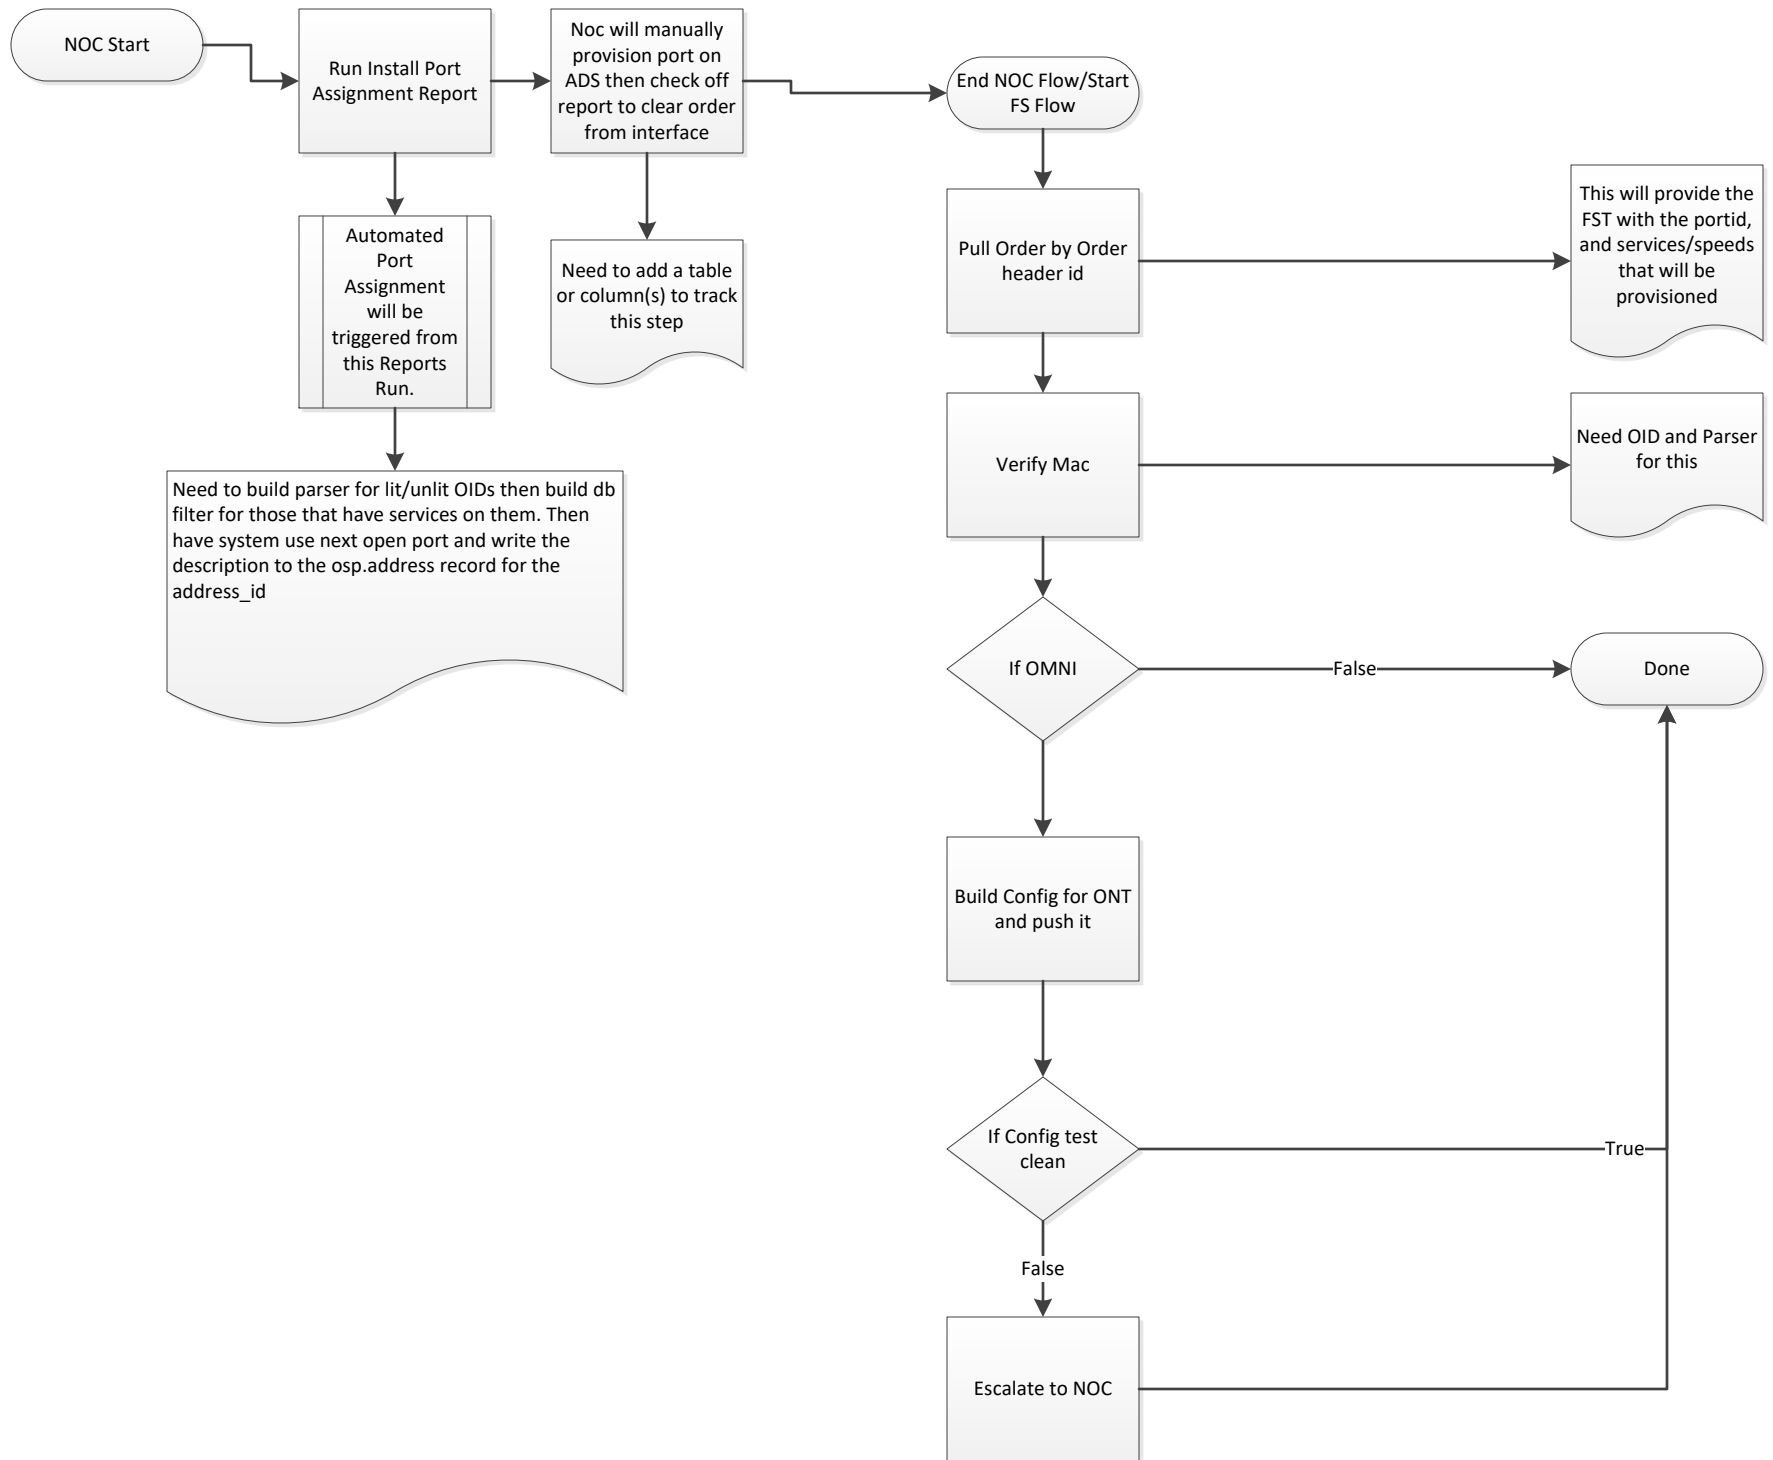 NOC Start
Run Install Port
Assignment Report
Noc will manually
provision port on
ADS then check off
report to clear order
from interface
End NOC Flow/Start
FS Flow
Automated
Port
Assignment
will be
triggered from
this Reports
Run.
Need to add a table
or column(s) to track
this step
Need to build parser for lit/unlit OIDs then build db
filter for those that have services on them. Then
have system use next open port and write the
description to the osp.address record for the
address_id
Pull Order by Order
header id
This will provide the
FST with the portid,
and services/speeds
that will be
provisioned
Verify Mac
Need OID and Parser
for this
If OMNI
False
Done
Build Config for ONT
and push it
If Config test
clean
True
False
Escalate to NOC